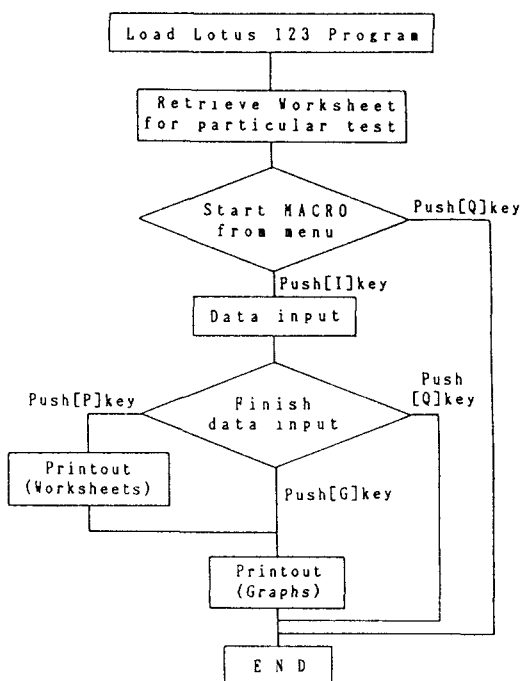 Load Lotus 123 Program
Retrieve Worksheet
for particular test
Start MACRO
from menu
Push[Q]key
Push[I]key
Data input
Push[P]key
Finish
data input
Push
[Q]key
Printout
(Worksheets)
Push[G]key
Printout
(Graphs)
END